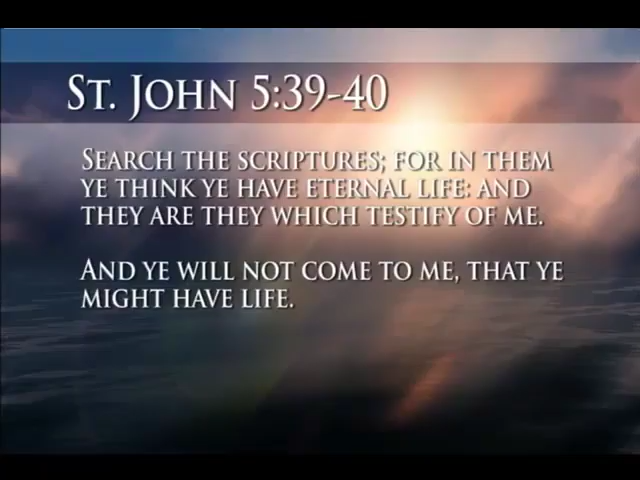 ST. JOHN 5:39-40
SEARCH THE SCRIPTURES; FOR IN THEM
YE THINK YE HAVE ETERNAL LIFE: AND
THEY ARE THEY WHICH TESTIFY OF ME.
AND YE WILL NOT COME TO ME, THAT YE
MIGHT HAVE LIFE.